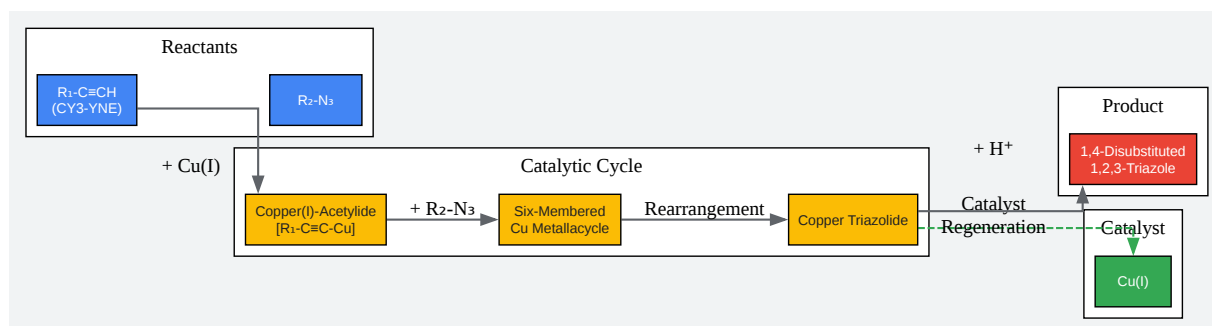 Reactants
R₁-C≡CH
(CY3-YNE)
R₂-N₃
+ Cu(I)
Catalytic Cycle
Copper(I)-Acetylide
[R₁-C≡C-Cu]
+ R₂-N₃
Six-Membered
Cu Metallacycle
Rearrangement
Copper Triazolide
+ H⁺
Catalyst
Regeneration
Product
1,4-Disubstituted
1,2,3-Triazole
Catalyst
Cu(I)